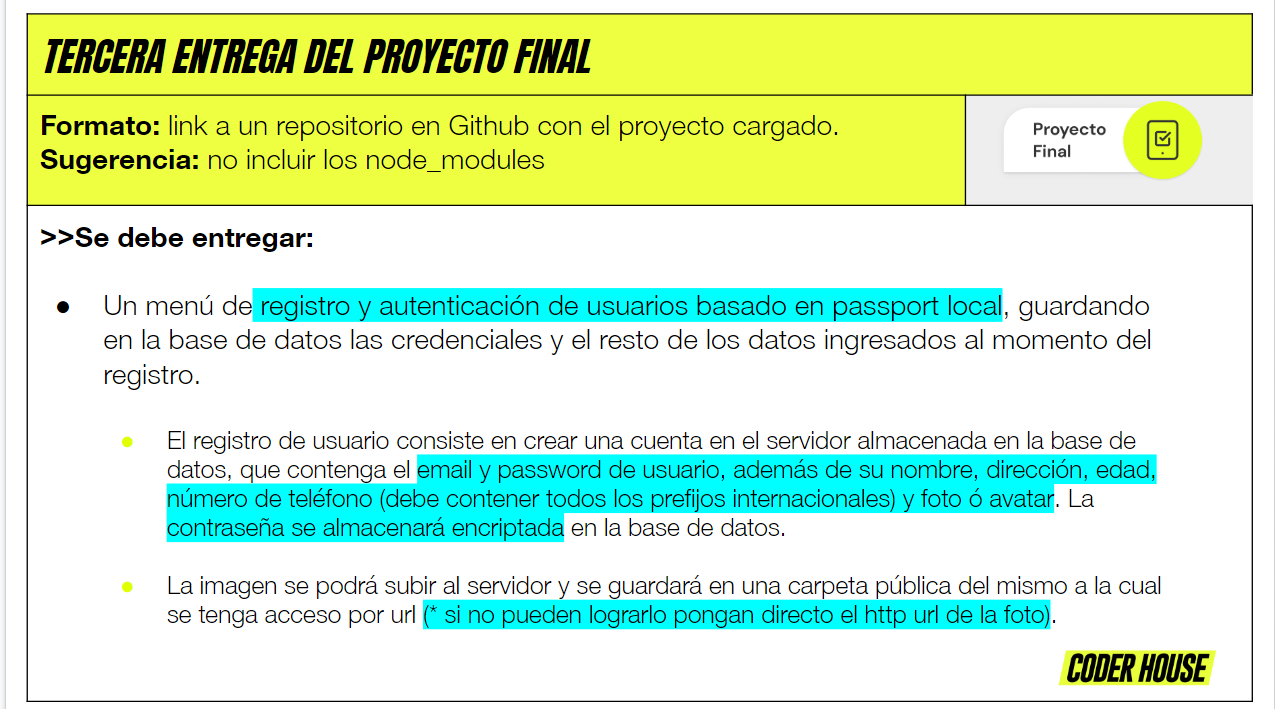 TERCERA ENTREGA DEL PROYECTO FINAL
Formato: link a un repositorio en Github con el proyecto cargado.
Sugerencia: no incluir los node_modules
Proyecto
Final
>>Se debe entregar:
● Un menú de registro y autenticación de usuarios basado en passport local, guardando
en la base de datos las credenciales y el resto de los datos ingresados al momento del
registro.
● El registro de usuario consiste en crear una cuenta en el servidor almacenada en la base de
datos, que contenga el email y password de usuario, además de su nombre, dirección, edad,
número de teléfono (debe contener todos los prefijos internacionales) y foto ó avatar. La
contraseña se almacenará encriptada en la base de datos.
● La imagen se podrá subir al servidor y se guardará en una carpeta pública del mismo a la cual
se tenga acceso por url (* si no pueden lograrlo pongan directo el http url de la foto).
CODER HOUSE